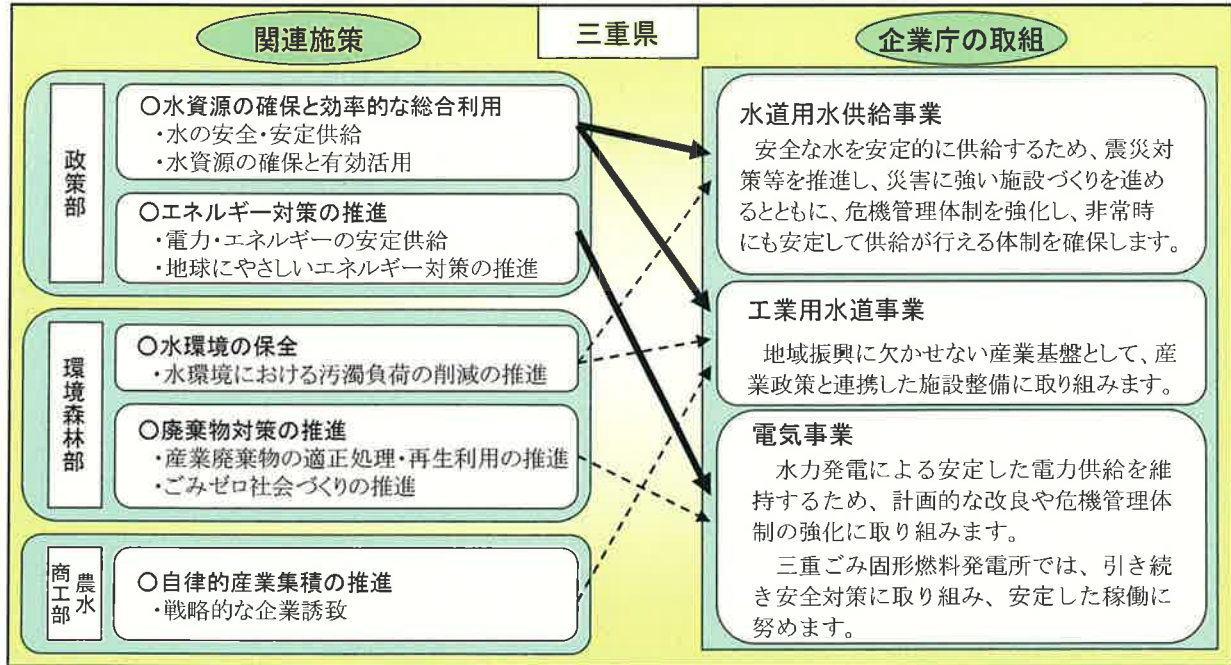 三重県
関連施策
政策部
○水資源の確保と効率的な総合利用
・水の安全・安定供給
・水資源の確保と有効活用
○エネルギー対策の推進
・電力・エネルギーの安定供給
・地球にやさしいエネルギー対策の推進
環境森林部
○水環境の保全
・水環境における汚濁負荷の削減の推進
○廃棄物対策の推進
・産業廃棄物の適正処理・再生利用の推進
・ごみゼロ社会づくりの推進
農水
商工部
○自律的産業集積の推進
・戦略的な企業誘致
企業庁の取組
水道用水供給事業
安全な水を安定的に供給するため、震災対
策等を推進し、災害に強い施設づくりを進め
るとともに、危機管理体制を強化し、非常時
にも安定して供給が行える体制を確保します。
工業用水道事業
地域振興に欠かせない産業基盤として、産
業政策と連携した施設整備に取り組みます。
電気事業
水力発電による安定した電力供給を維
持するため、計画的な改良や危機管理体
制の強化に取り組みます。
三重ごみ固形燃料発電所では、引き続
き安全対策に取り組み、安定した稼働に
努めます。